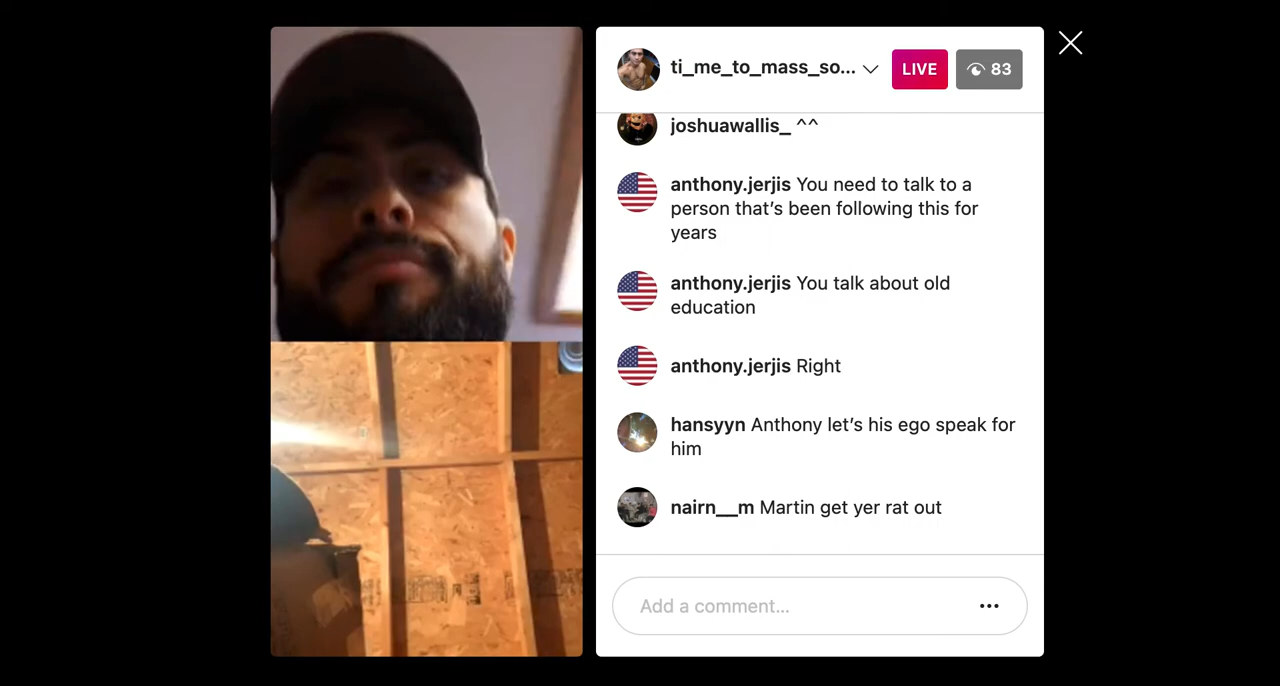 ti_me_to_mass_so...
LIVE
83
joshuawallis_ ^^
anthony.jerjis You need to talk to a
person that’s been following this for
years
anthony.jerjis You talk about old
education
anthony.jerjis Right
hansyyn Anthony let’s his ego speak for
him
nairn__m Martin get yer rat out
Add a comment...